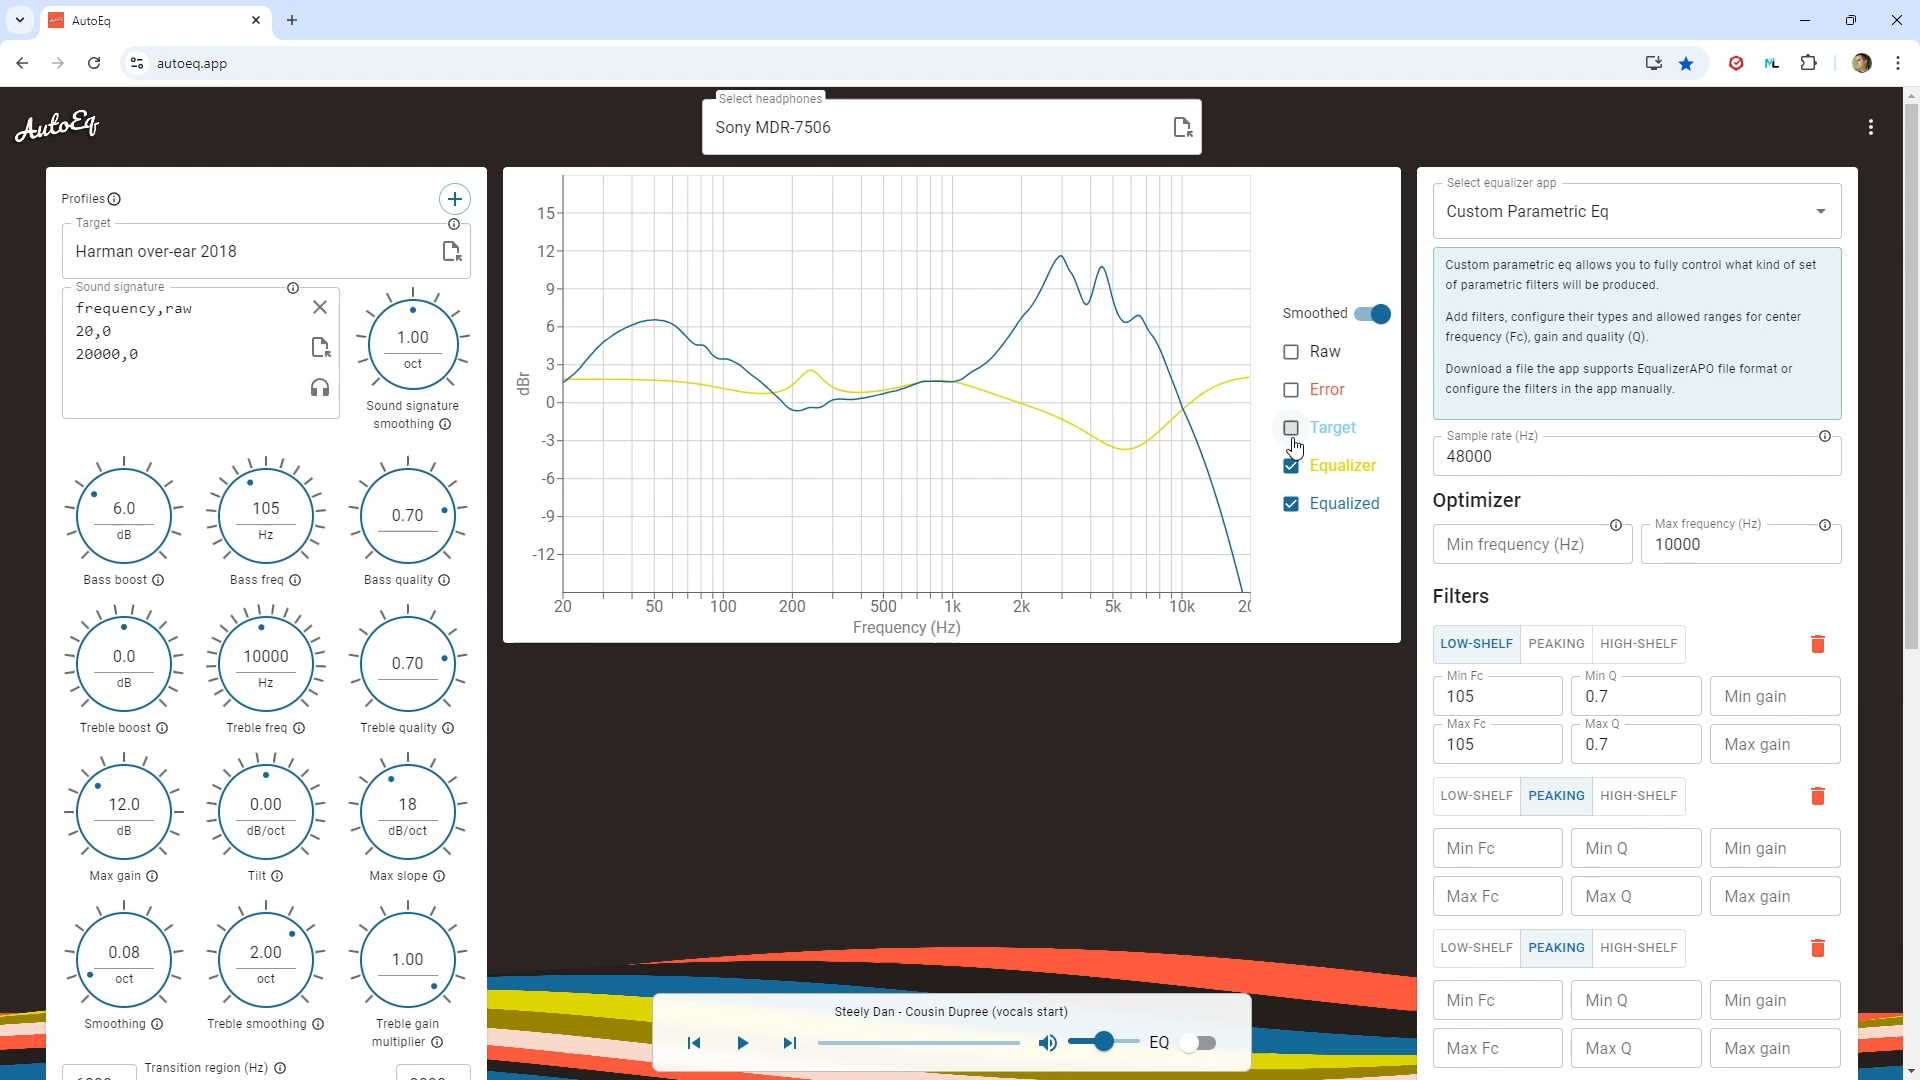 AutoEq
autoeq.app
AutoEq
Select headphones
Sony MDR-7506
Profiles
Target
Harman over-ear 2018
Sound signature
frequency,raw
20,0
20000,0
1.00
oct
Sound signature
smoothing
6.0
dB
Bass boost
105
Hz
Bass freq
0.70
Bass quality
0.0
dB
Treble boost
10000
Hz
Treble freq
0.70
Treble quality
12.0
dB
Max gain
0.00
dB/oct
Tilt
18
dB/oct
Max slope
0.08
oct
Smoothing
2.00
oct
Treble smoothing
1.00
Treble gain
multiplier
Transition region (Hz)
15
12
9
6
3
0
-3
-6
-9
-12
dBr
20
50
100
200
500
1k
2k
5k
10k
Frequency (Hz)
Smoothed
Raw
Error
Target
Equalizer
Equalized
Steely Dan - Cousin Dupree (vocals start)
EQ
Select equalizer app
Custom Parametric Eq
Custom parametric eq allows you to fully control what kind of set
of parametric filters will be produced.
Add filters, configure their types and allowed ranges for center
frequency (Fc), gain and quality (Q).
Download a file the app supports EqualizerAPO file format or
configure the filters in the app manually.
Sample rate (Hz)
48000
Optimizer
Min frequency (Hz)
Max frequency (Hz)
10000
Filters
LOW-SHELF PEAKING HIGH-SHELF
Min Fc
105
Min Q
0.7
Min gain
Max Fc
105
Max Q
0.7
Max gain
LOW-SHELF PEAKING HIGH-SHELF
Min Fc Min Q Min gain
Max Fc Max Q Max gain
LOW-SHELF PEAKING HIGH-SHELF
Min Fc Min Q Min gain
Max Fc Max Q Max gain